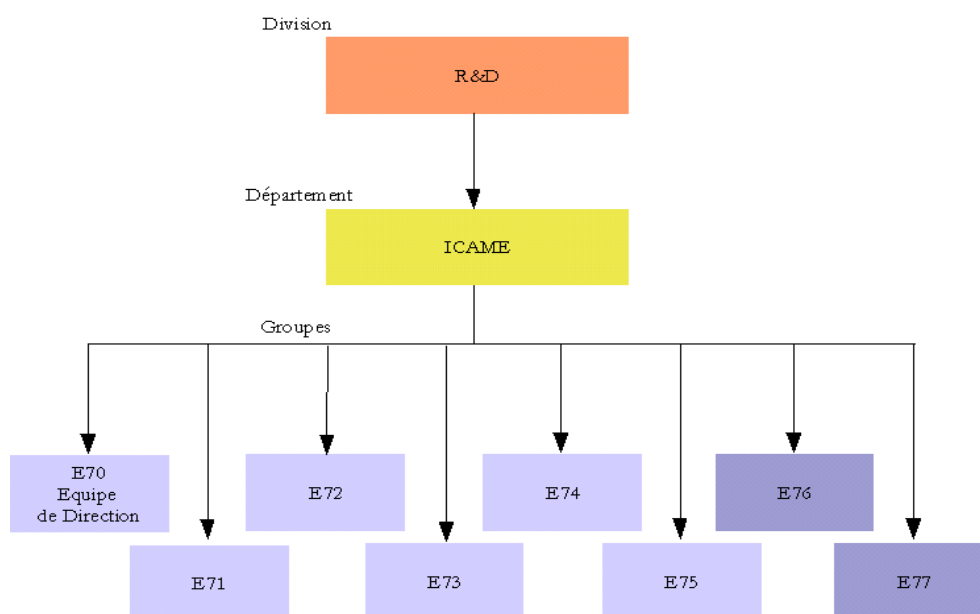 Division
R&D
Département
ICAME
Groupes
E70
Equipe
de Direction
E72
E74
E76
E71
E73
E75
E77